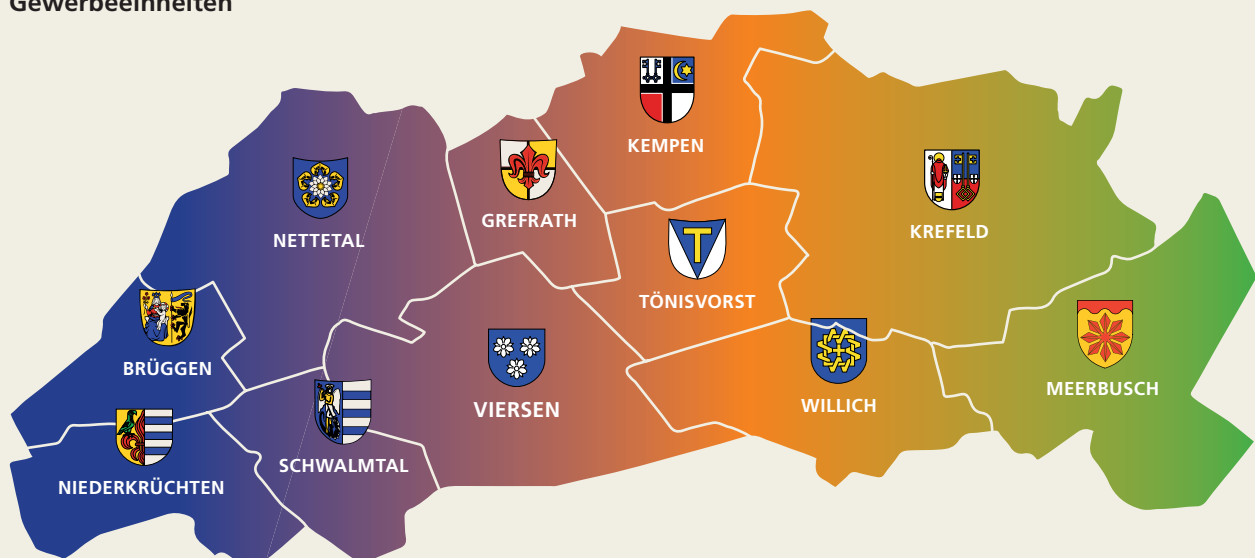 Gewerbeeinheiten
KEMPEN
GREFRATH
NETTETAL
KREFELD
TÖNISVORST
BRÜGGEN
MEERBUSCH
VIERSEN
WILLICH
SCHWALMTAL
NIEDERKRÜCHTEN